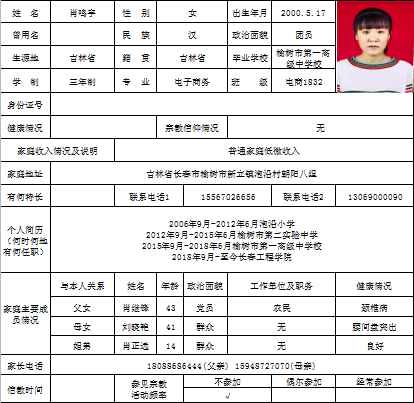 姓 名 肖鸣宇 性 别 女 出生年月 2000.5.17
曾用名 民 族 汉 政治面貌 团员
生源地 吉林省 籍 贯 吉林省 毕业学校 榆树市第一高级中学校
学 制 三年制 专 业 电子商务 班 级 电商1832
身份证号
健康情况 宗教信仰情况 无
家庭收入情况及说明 普通家庭低微收入
家庭地址 吉林省长春市榆树市新立镇泡沿村朝阳八组
有何特长 联系电话1 15567026656 联系电话2 13069000090
个人简历
(何时何地
有何任职)
2006年9月-2012年6月泡沿小学
2012年9月-2015年6月榆树市第二实验中学
2015年9月-2018年6月榆树市第一高级中学校
2018年9月-至今长春工程学院
家庭主要成员情况
与本人关系 姓名 年龄 政治面貌 工作单位及职务 健康情况
父女 肖继锋 43 党员 农民 颈椎病
母女 刘晓艳 41 群众 无 腰间盘突出
姐弟 肖正远 14 群众 无 良好
家长电话 18088686444(父亲) 15948727070(母亲)
信教时间 参见宗教活动频率 不参加 偶尔参加 经常参加
√